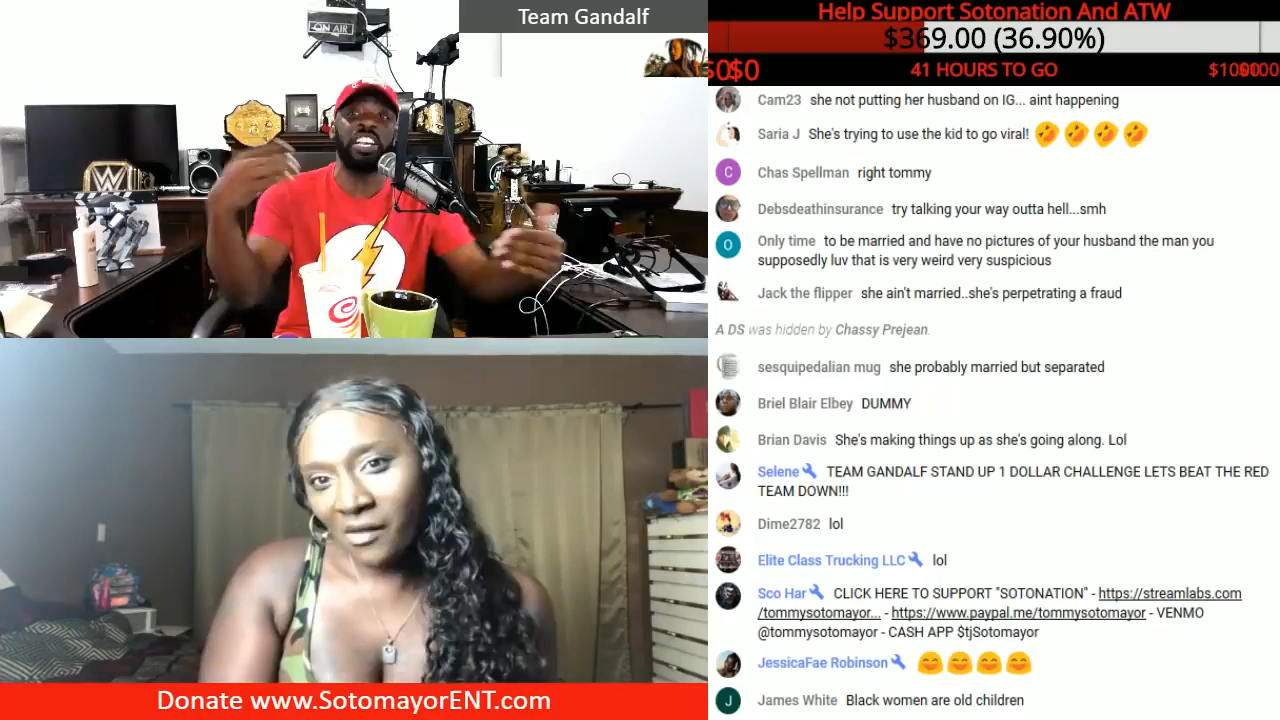 Team Gandalf
ON AIR
W
Donate www.SotomayorENT.com
Help Support Sotonation And ATW
$369.00 (36.90%)
41 HOURS TO GO
Cam23 she not putting her husband on IG... aint happening
Saria J She's trying to use the kid to go viral! 🤣 🤣 🤣 🤣
C Chas Spellman right tommy
Debsdeathinsurance try talking your way outta hell...smh
O Only time to be married and have no pictures of your husband the man you
supposedly luv that is very weird very suspicious
Jack the flipper she ain't married..she's perpetrating a fraud
A DS was hidden by Chassy Prejean.
sesquipedalian mug she probably married but separated
Briel Blair Elbey DUMMY
Brian Davis She's making things up as she's going along. Lol
Selene TEAM GANDALF STAND UP 1 DOLLAR CHALLENGE LETS BEAT THE RED
TEAM DOWN!!!
Dime2782 lol
Elite Class Trucking LLC lol
Sco Har CLICK HERE TO SUPPORT "SOTONATION" - https://streamlabs.com
/tommysotomayor... - https://www.paypal.me/tommysotomayor - VENMO
@tommysotomayor - CASH APP $tjSotomayor
JessicaFae Robinson 🤗 🤗 🤗 🤗
J James White Black women are old children